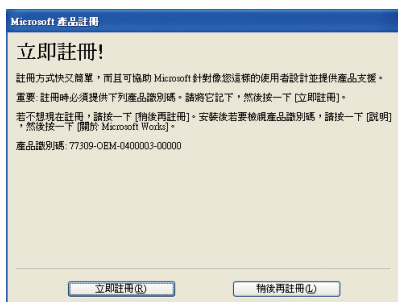 Microsoft 產品註冊
立即註冊!
註冊方式快又簡單，而且可協助 Microsoft 針對像您這樣的使用者設計並提供產品支援。
重要: 註冊時必須提供下列產品識別碼。請將它記下，然後按一下 [立即註冊]。
若不想現在註冊，請按一下 [稍後再註冊]。安裝後若要檢視產品識別碼，請按一下 [說明]
，然後按一下 [關於 Microsoft Works]。
產品識別碼: 77309-OEM-0400003-00000
立即註冊(R)
稍後再註冊(L)